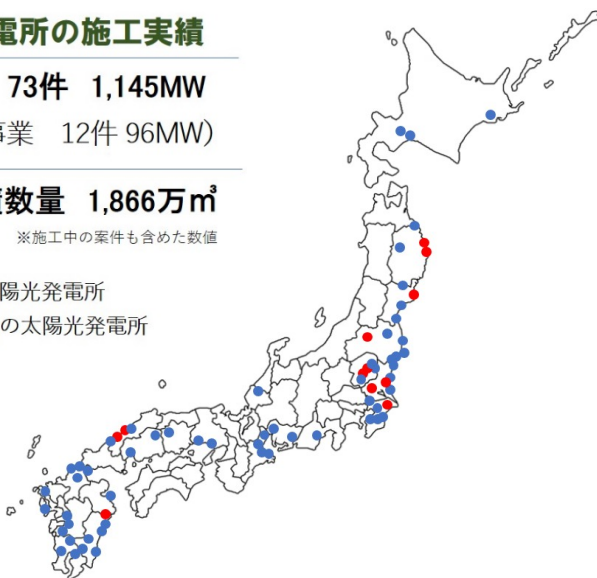 電所の施工実績
73件 1,145MW
事業 12件 96MW）
数量 1,866万㎥
※施工中の案件も含めた数値
陽光発電所
の太陽光発電所